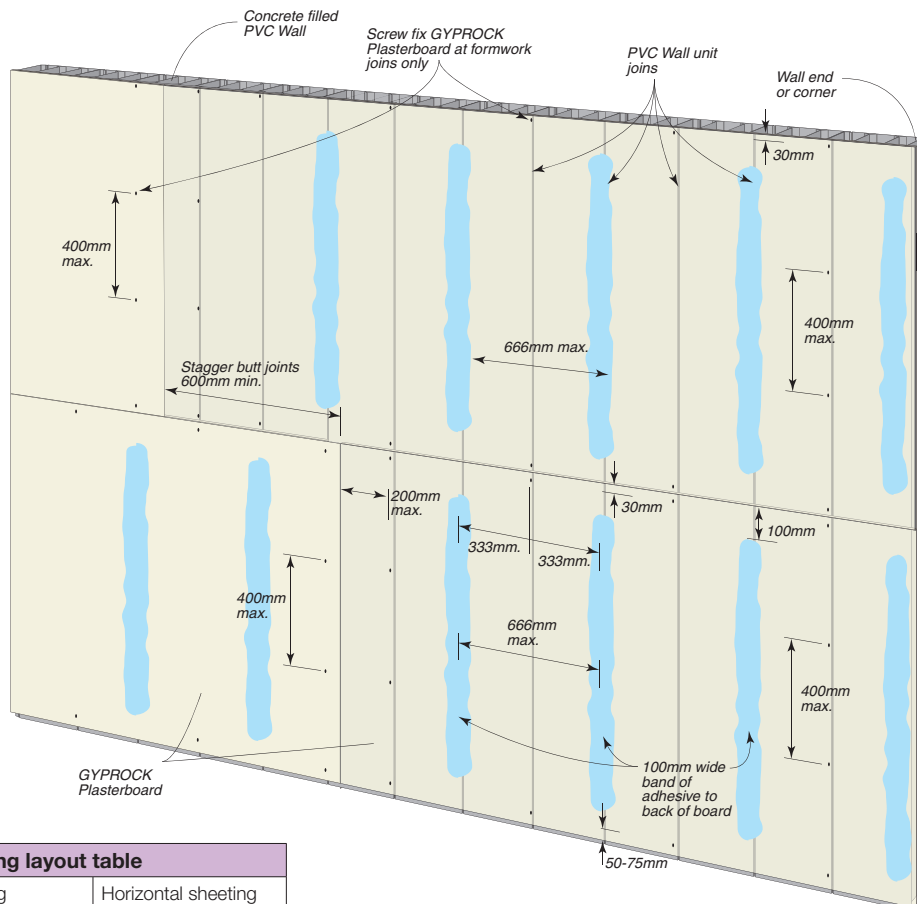 Concrete filled
PVC Wall
Screw fix GYPROCK
Plasterboard at formwork
joins only
PVC Wall unit
joins
Wall end
or corner
30mm
400mm
max.
400mm
max.
666mm max.
Stagger butt joints
600mm min.
200mm
max.
30mm
100mm
333mm.
333mm.
400mm
max.
666mm
max.
400mm
max.
GYPROCK
Plasterboard
100mm wide
band of
adhesive to
back of board
50-75mm
ng layout table
g
Horizontal sheeting